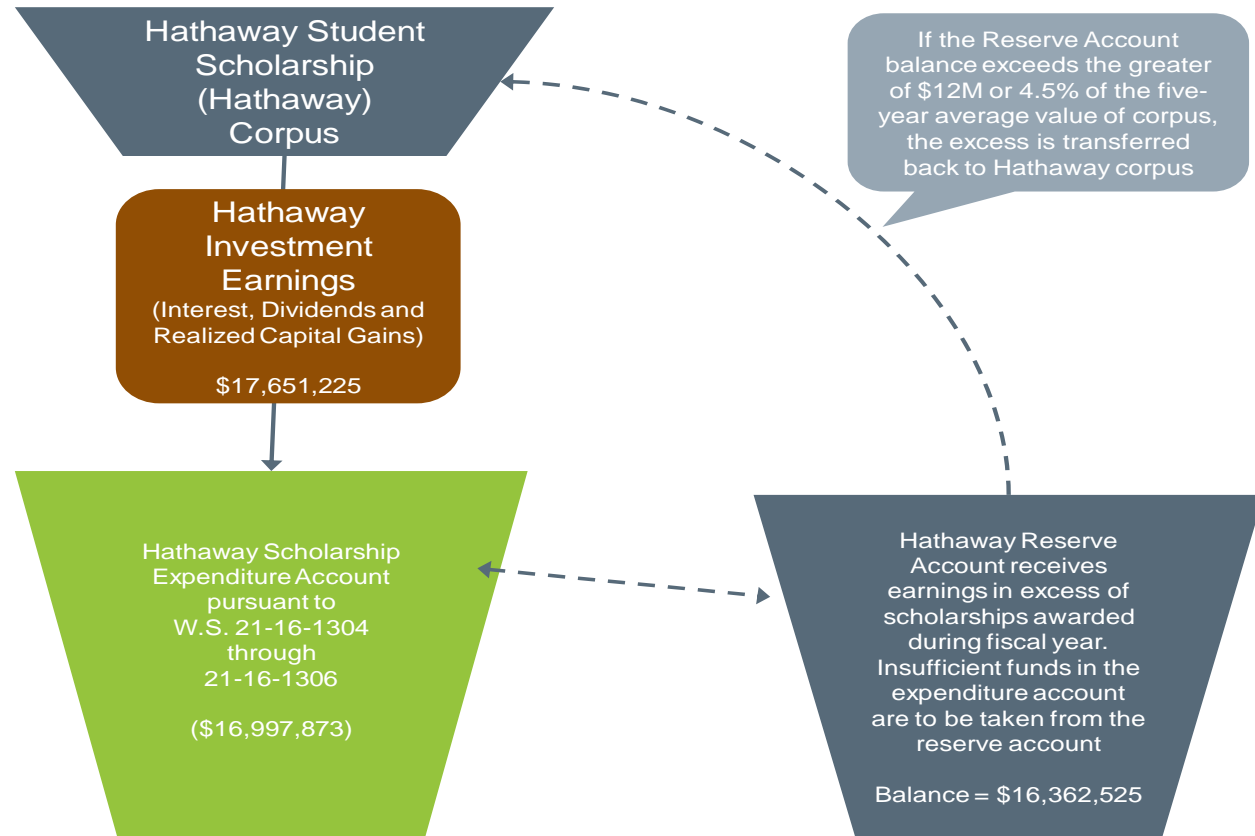 Hathaway Student
Scholarship
(Hathaway)
Corpus
If the Reserve Account
balance exceeds the greater
of $12M or 4.5% of the five-
year average value of corpus,
the excess is transferred
back to Hathaway corpus
Hathaway
Investment
Earnings
(Interest, Dividends and
Realized Capital Gains)
$17,651,225
Hathaway Scholarship
Expenditure Account
pursuant to
W.S. 21-16-1304
through
21-16-1306
($16,997,873)
Hathaway Reserve
Account receives
earnings in excess of
scholarships awarded
during fiscal year.
Insufficient funds in the
expenditure account
are to be taken from the
reserve account
Balance = $16,362,525